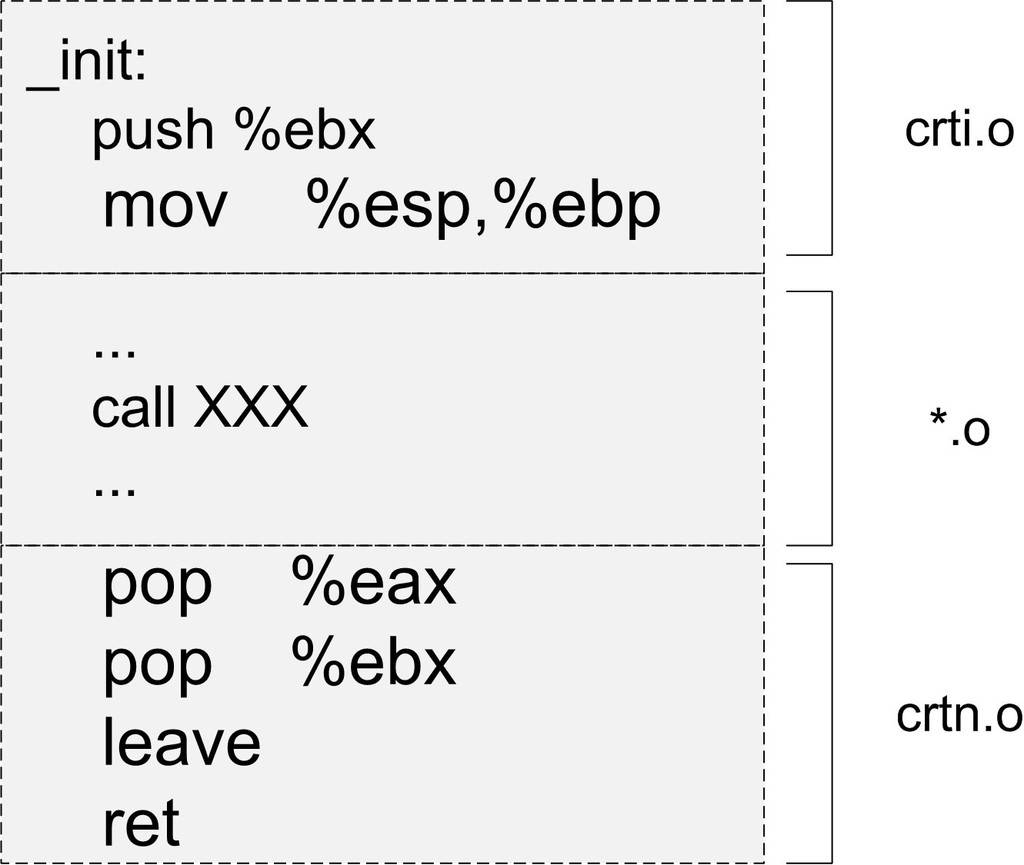 _init:
push %ebx
mov %esp,%ebp
crti.o
...
call XXX
...
*.o
pop %eax
pop %ebx
leave
ret
crtn.o